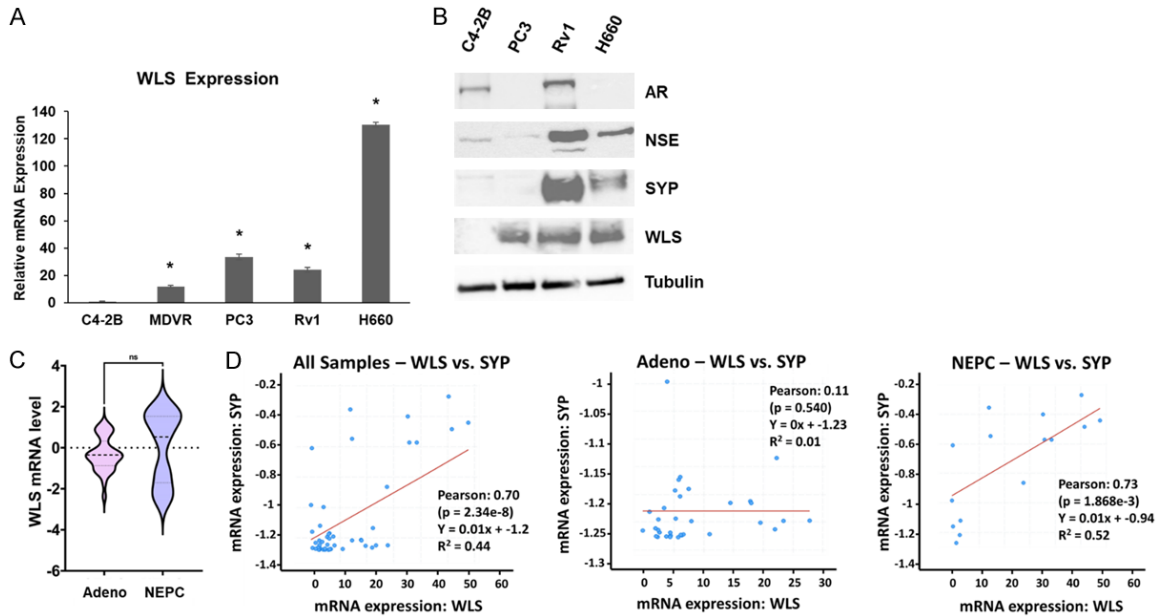 A
WLS Expression
Relative mRNA Expression
140
120
100
80
60
40
20
0
*
*
*
*
C4-2B
MDVR
PC3
Rv1
H660
B
C4-2B
PC3
Rv1
H660
AR
NSE
SYP
WLS
Tubulin
C
WLS mRNA level
4
2
0
-2
-4
-6
ns
Adeno
NEPC
D
All Samples – WLS vs. SYP
mRNA expression: SYP
-0.2
-0.4
-0.6
-0.8
-1
-1.2
-1.4
Pearson: 0.70
(p = 2.34e-8)
Y = 0.01x + -1.2
R² = 0.44
0
10
20
30
40
50
60
mRNA expression: WLS
Adeno – WLS vs. SYP
mRNA expression: SYP
-1
-1.05
-1.1
-1.15
-1.2
-1.25
-1.3
Pearson: 0.11
(p = 0.540)
Y = 0x + -1.23
R² = 0.01
0
5
10
15
20
25
30
mRNA expression: WLS
NEPC – WLS vs. SYP
mRNA expression: SYP
-0.2
-0.4
-0.6
-0.8
-1
-1.2
-1.4
Pearson: 0.73
(p = 1.868e-3)
Y = 0.01x + -0.94
R² = 0.52
0
10
20
30
40
50
60
mRNA expression: WLS